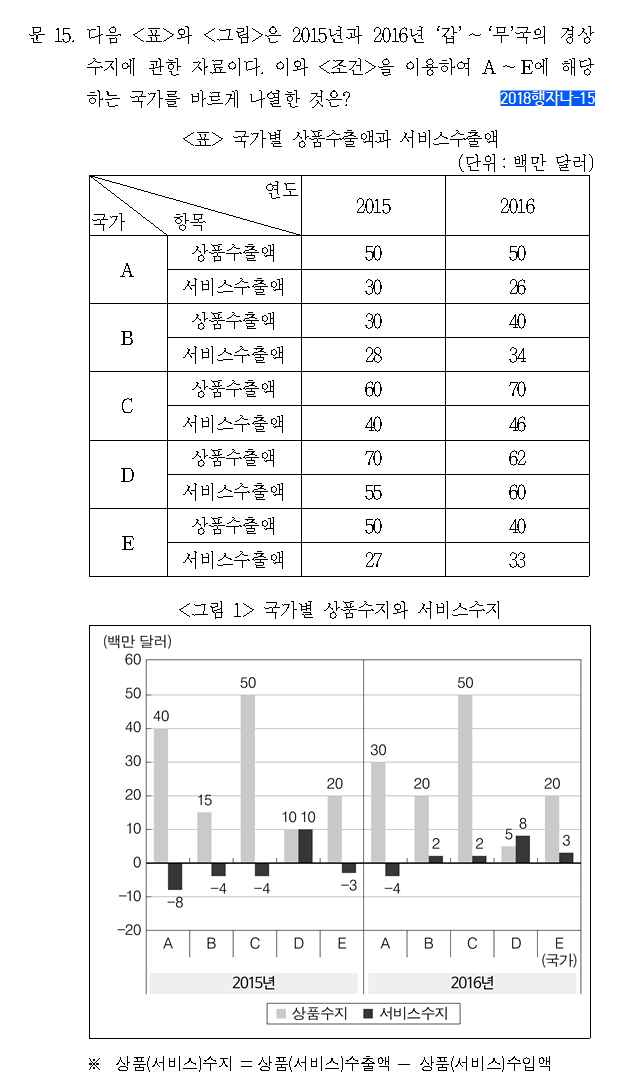 문 15. 다음 <표>와 <그림>은 2015년과 2016년 ‘갑’～‘무’국의 경상
수지에 관한 자료이다. 이와 <조건>을 이용하여 A～E에 해당
하는 국가를 바르게 나열한 것은?
2018행자나-15
<표> 국가별 상품수출액과 서비스수출액
(단위 : 백만 달러)
연도
국가 항목 2015 2016
A 상품수출액 50 50
서비스수출액 30 26
B 상품수출액 30 40
서비스수출액 28 34
C 상품수출액 60 70
서비스수출액 40 46
D 상품수출액 70 62
서비스수출액 55 60
E 상품수출액 50 40
서비스수출액 27 33
<그림 1> 국가별 상품수지와 서비스수지
(백만 달러)
60
50
40
30
20
10
0
−10
−20
40 −8 15 −4 50 −4 10 10 20 −3
30 −4 20 2 50 2 5 8 20 3
A B C D E A B C D E
(국가)
2015년 2016년
상품수지 서비스수지
※ 상품(서비스)수지 = 상품(서비스)수출액 − 상품(서비스)수입액